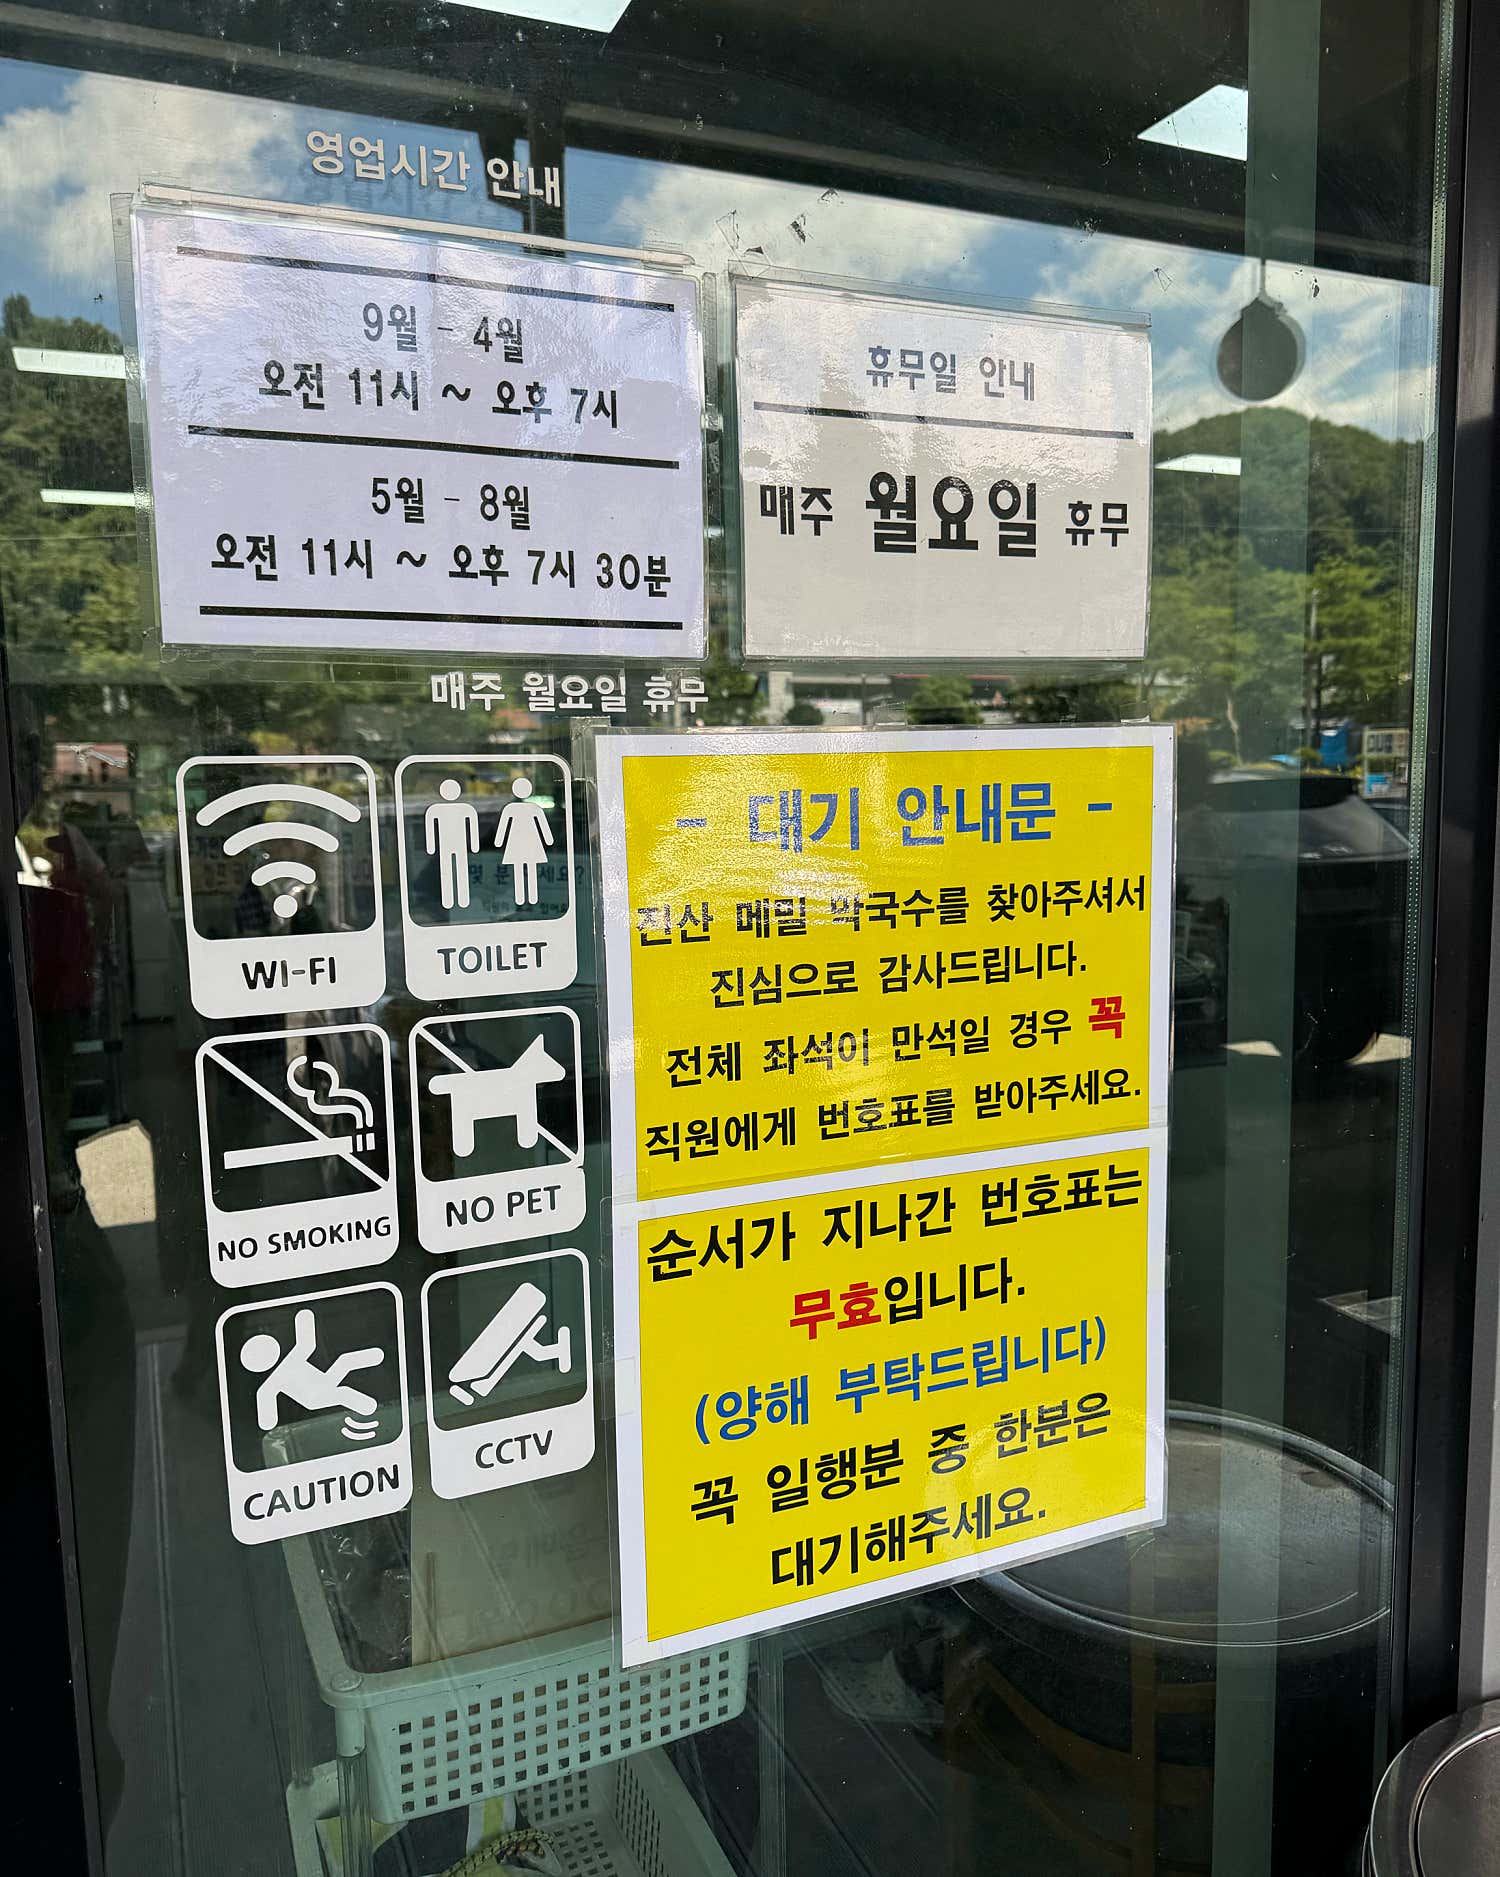 영업시간 안내
9월 - 4월
오전 11시 ~ 오후 7시
5월 - 8월
오전 11시 ~ 오후 7시 30분
휴무일 안내
매주 월요일 휴무
매주 월요일 휴무
WI-FI
TOILET
NO SMOKING
NO PET
CAUTION
CCTV
- 대기 안내문 -
진산 메밀 막국수를 찾아주셔서
진심으로 감사드립니다.
전체 좌석이 만석일 경우 꼭
직원에게 번호표를 받아주세요.
순서가 지나간 번호표는
무효입니다.
(양해 부탁드립니다)
꼭 일행분 중 한분은
대기해주세요.